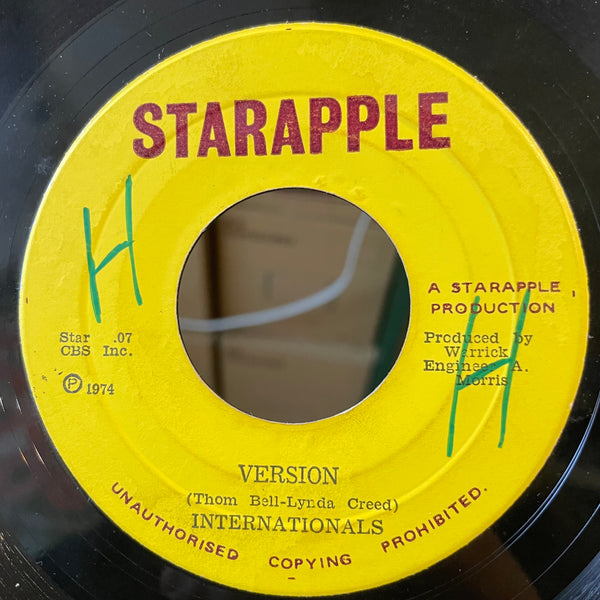 STARAPPLE
H
A STARAPPLE
PRODUCTION
Star .07
CBS Inc.
Ⓟ 1974
Produced by
Warrick
Engineer A.
Morris
H
VERSION
(Thom Bell-Lynda Creed)
INTERNATIONALS
UNAUTHORISED COPYING PROHIBITED.